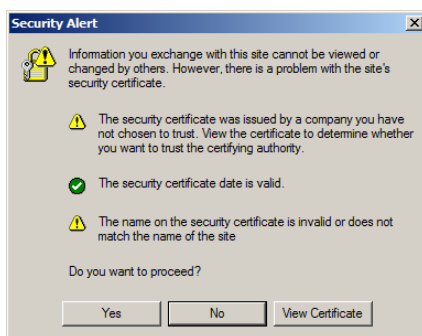 Security Alert
Information you exchange with this site cannot be viewed or
changed by others. However, there is a problem with the site's
security certificate.
The security certificate was issued by a company you have
not chosen to trust. View the certificate to determine whether
you want to trust the certifying authority.
The security certificate date is valid.
The name on the security certificate is invalid or does not
match the name of the site
Do you want to proceed?
Yes No View Certificate